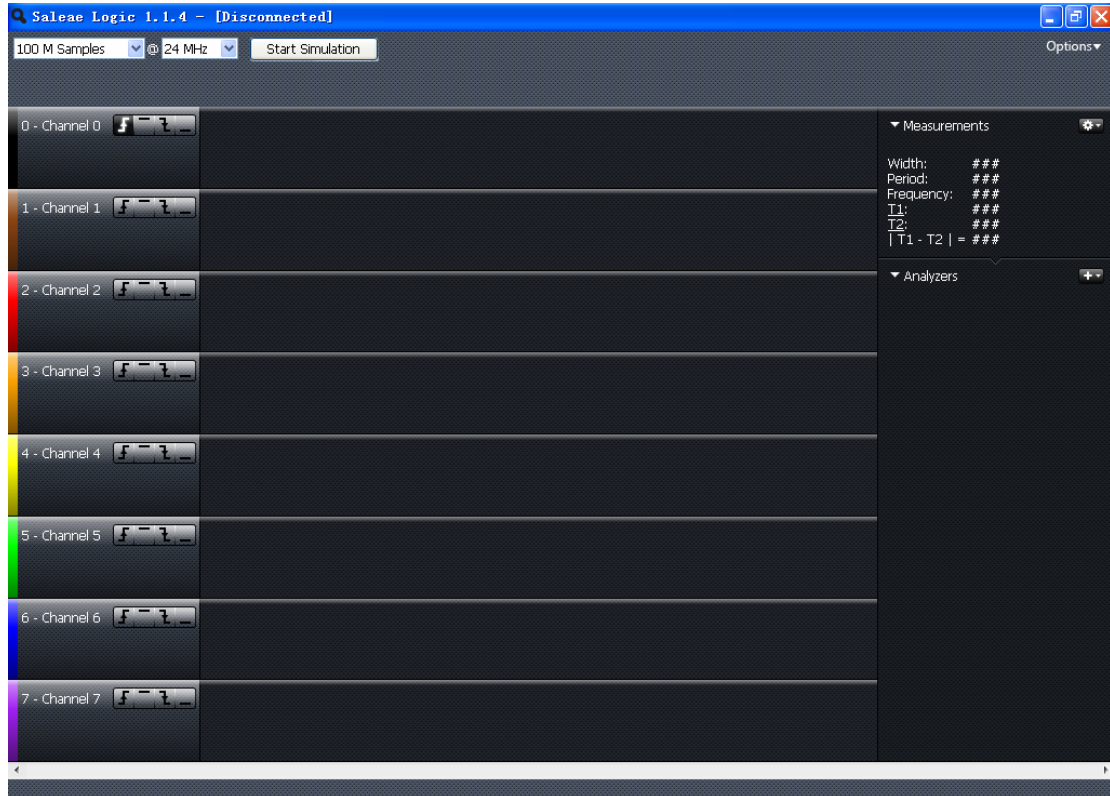 Saleae Logic 1.1.4 - [Disconnected]
100 M Samples @ 24 MHz Start Simulation Options
0 - Channel 0
1 - Channel 1
2 - Channel 2
3 - Channel 3
4 - Channel 4
5 - Channel 5
6 - Channel 6
7 - Channel 7
Measurements
Width: ###
Period: ###
Frequency: ###
T1: ###
T2: ###
| T1 - T2 | = ###
Analyzers